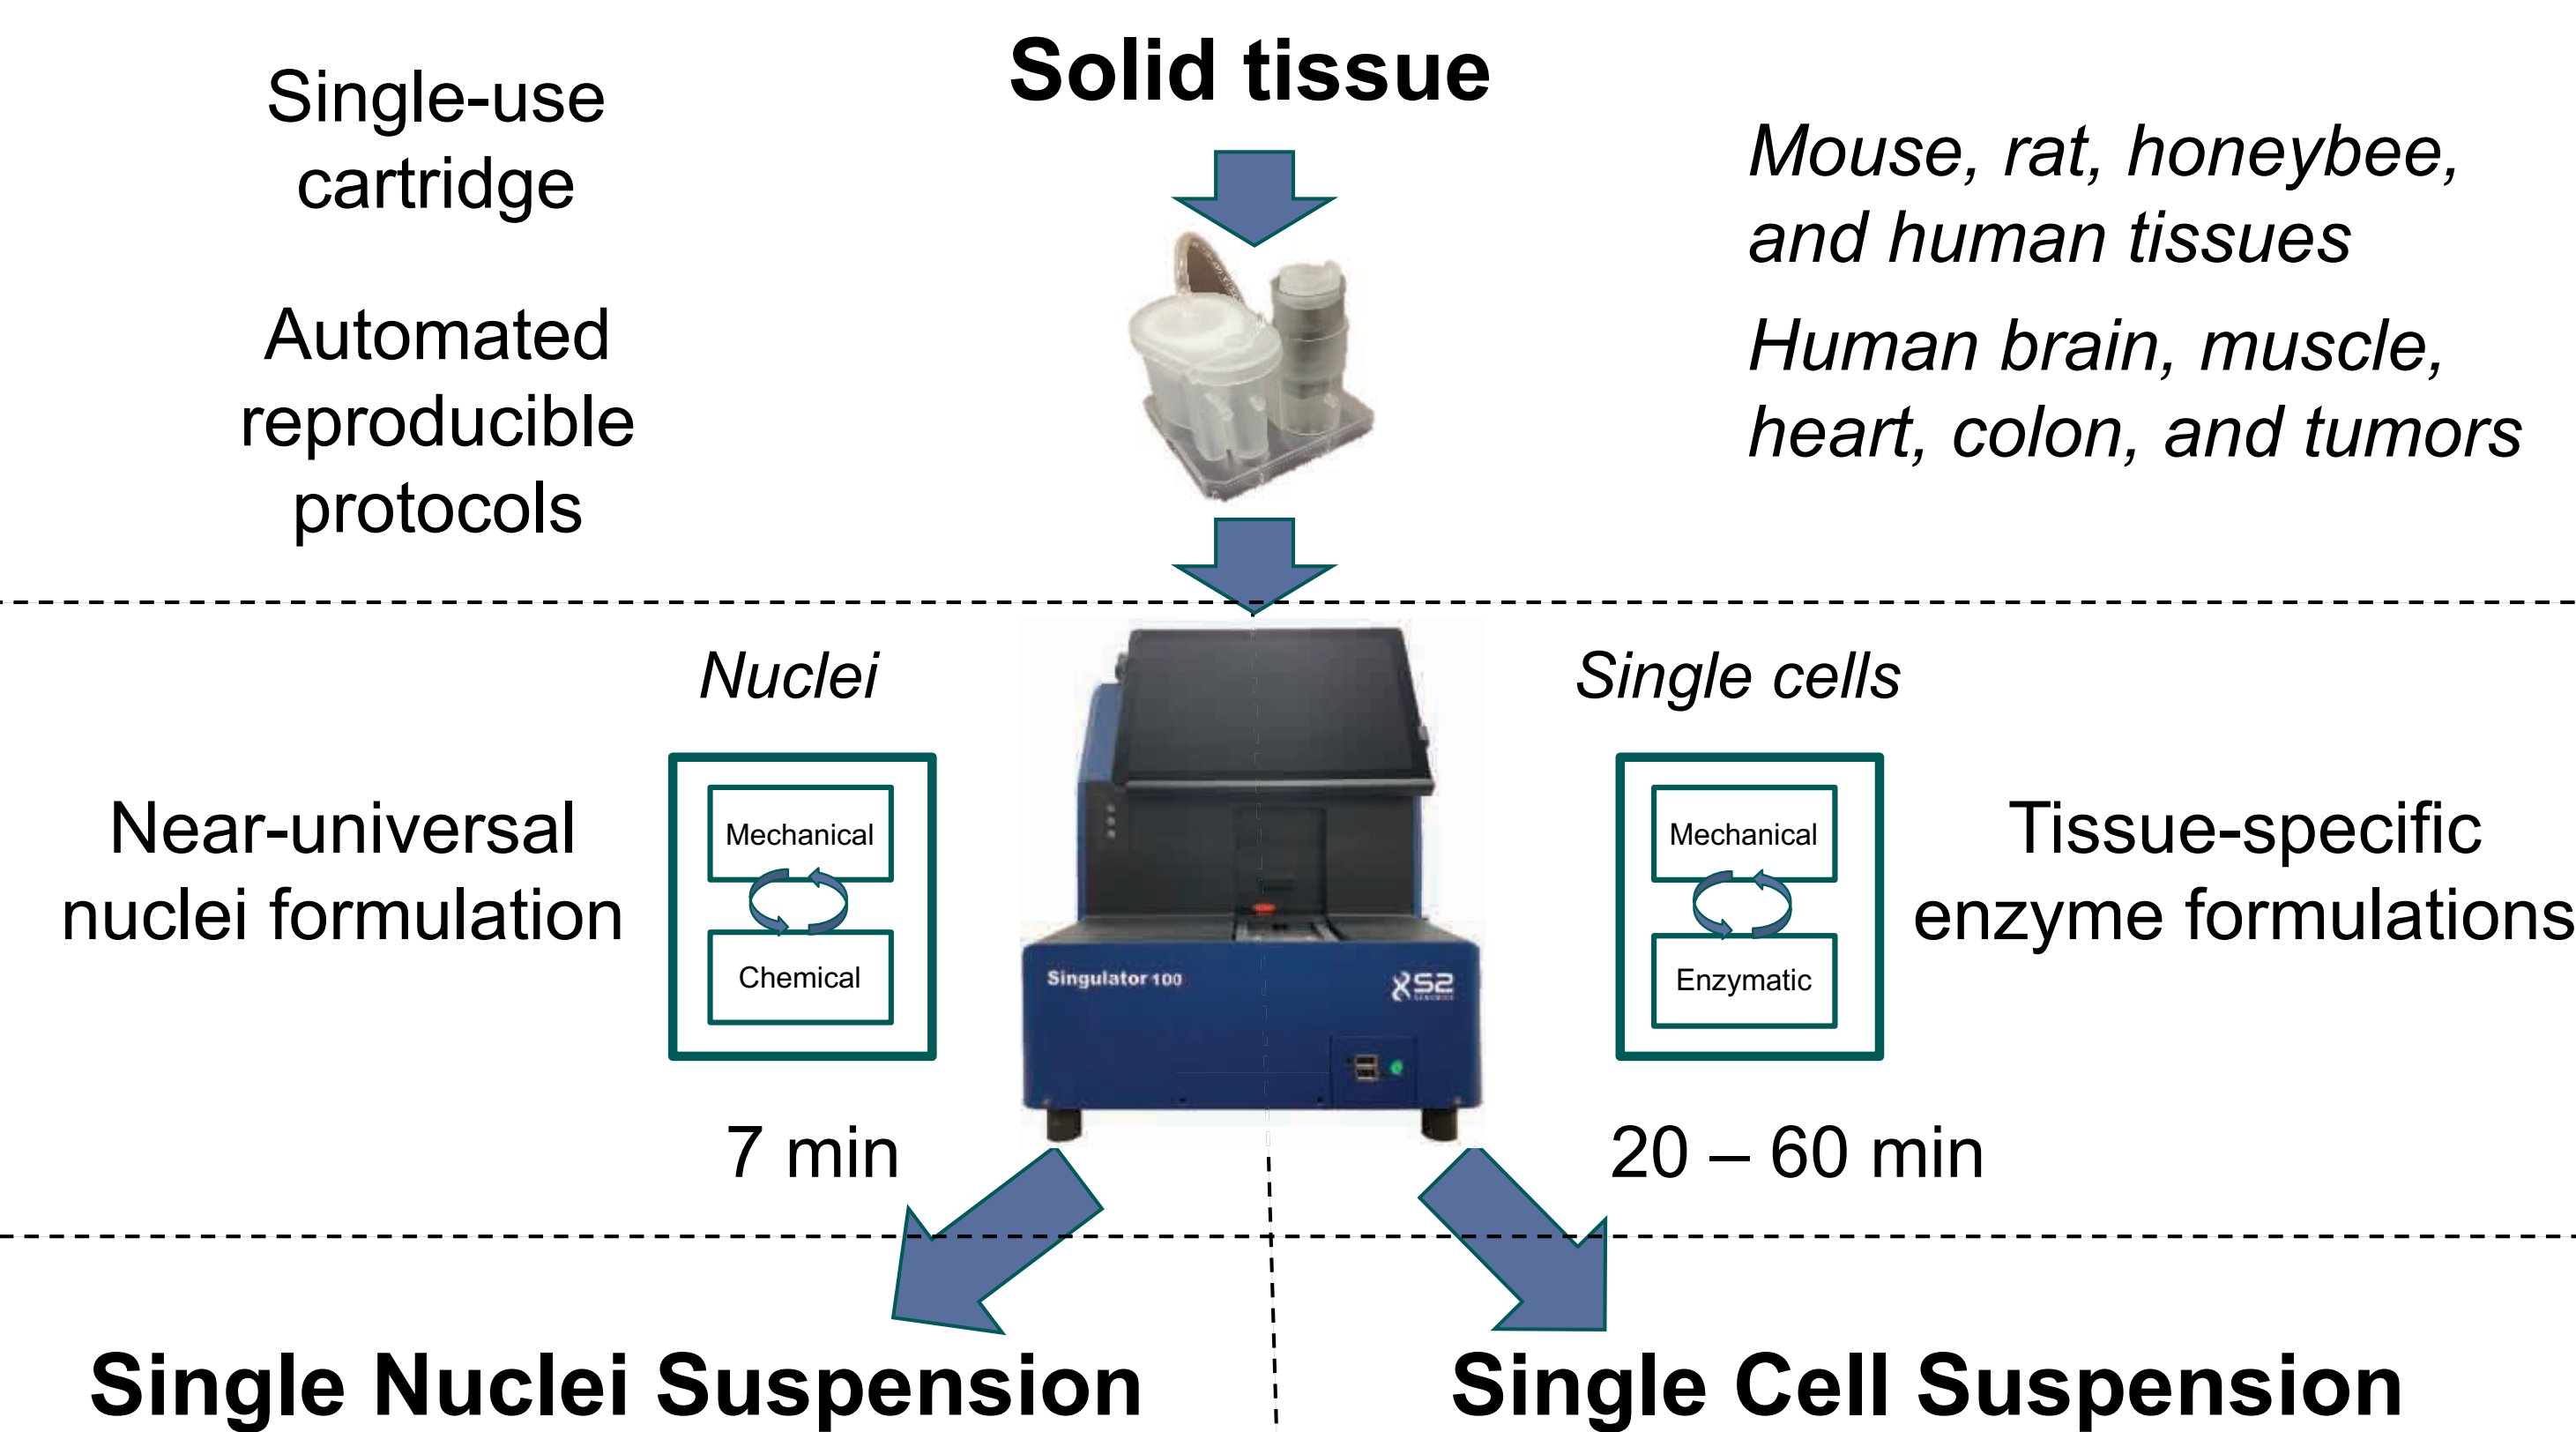 Solid tissue
Single-use
cartridge
Automated
reproducible
protocols
Mouse, rat, honeybee,
and human tissues
Human brain, muscle,
heart, colon, and tumors
Nuclei
Near-universal
nuclei formulation
Mechanical
Chemical
7 min
Singulator 100
S2
GENOMICS
Single cells
Mechanical
Enzymatic
Tissue-specific
enzyme formulations
20 – 60 min
Single Nuclei Suspension
Single Cell Suspension